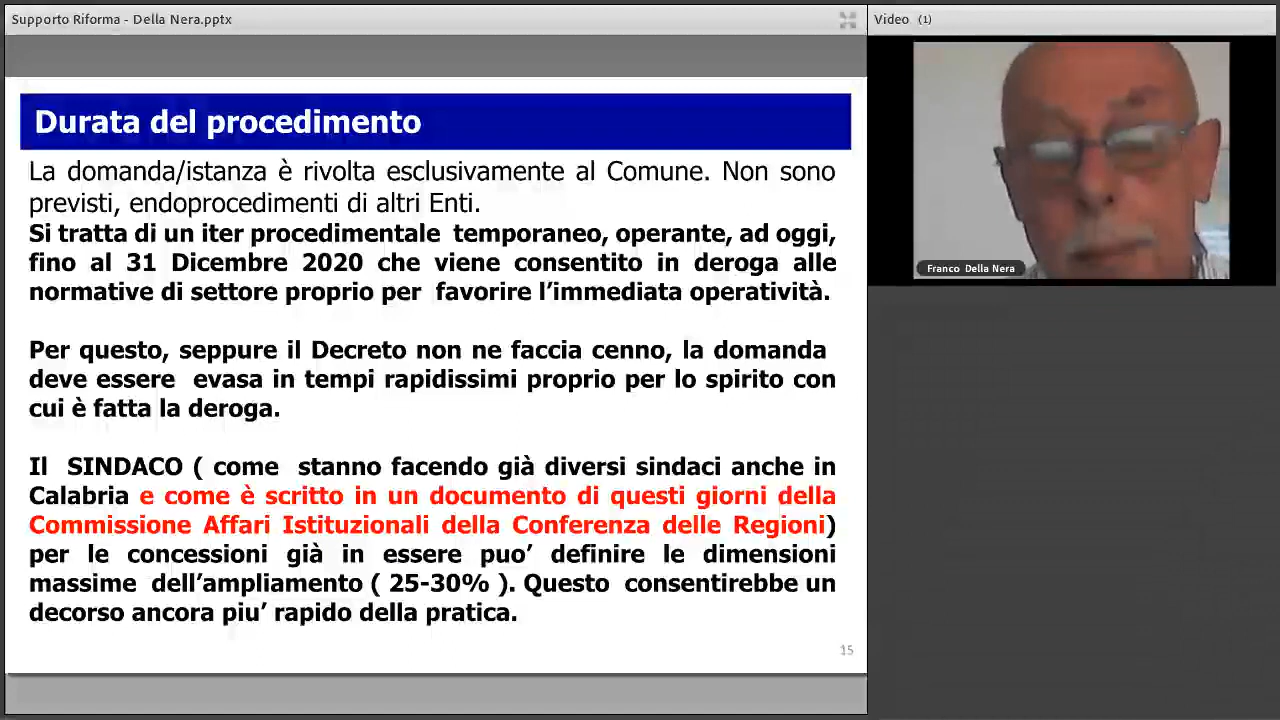 Supporto Riforma - Della Nera.pptx
Video (1)
Durata del procedimento
La domanda/istanza è rivolta esclusivamente al Comune. Non sono
previsti, endoprocedimenti di altri Enti.
Si tratta di un iter procedimentale temporaneo, operante, ad oggi,
fino al 31 Dicembre 2020 che viene consentito in deroga alle
normative di settore proprio per favorire l'immediata operatività.
Per questo, seppure il Decreto non ne faccia cenno, la domanda
deve essere evasa in tempi rapidissimi proprio per lo spirito con
cui è fatta la deroga.
Il SINDACO ( come stanno facendo già diversi sindaci anche in
Calabria e come è scritto in un documento di questi giorni della
Commissione Affari Istituzionali della Conferenza delle Regioni)
per le concessioni già in essere puo' definire le dimensioni
massime dell'ampliamento ( 25-30% ). Questo consentirebbe un
decorso ancora piu' rapido della pratica.
15
Franco Della Nera